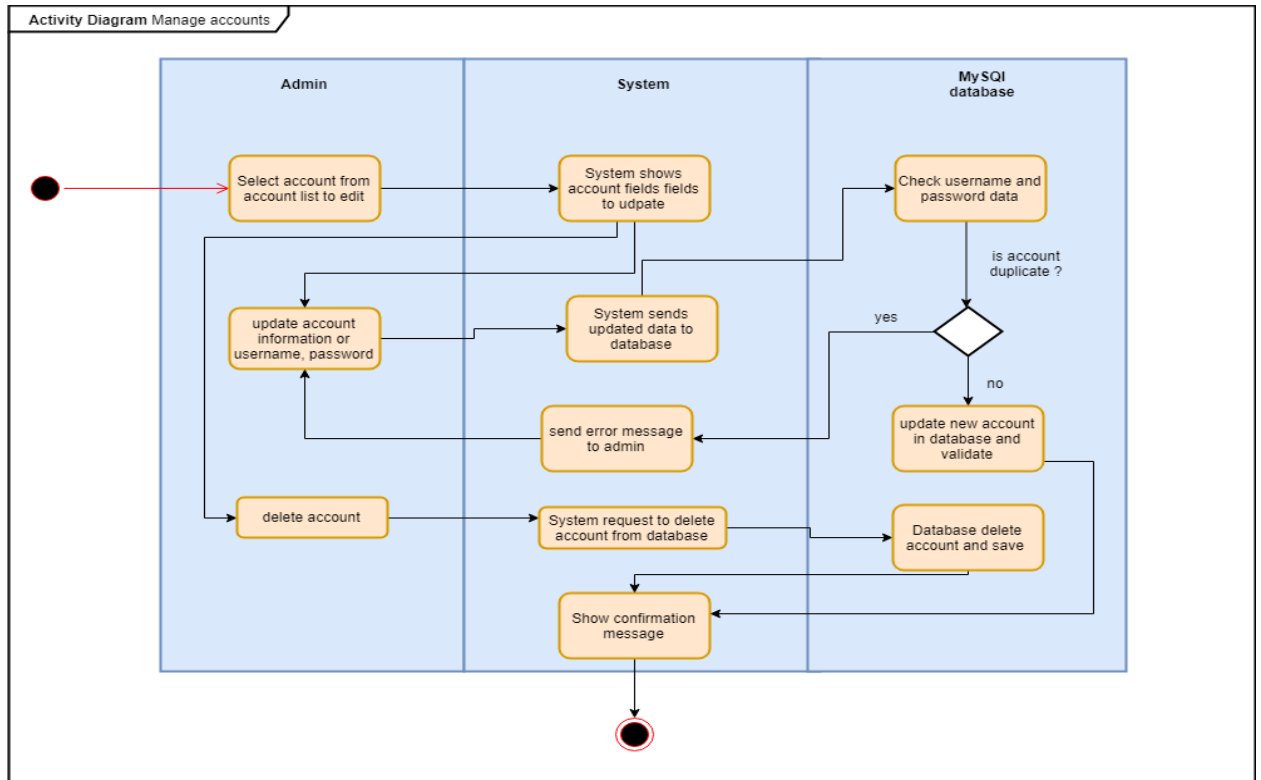 Activity Diagram Manage accounts
Admin
System
MySQl
database
Select account from
account list to edit
System shows
account fields fields
to udpate
Check username and
password data
is account
duplicate ?
update account
information or
username, password
System sends
updated data to
database
yes
no
send error message
to admin
update new account
in database and
validate
delete account
System request to delete
account from database
Database delete
account and save
Show confirmation
message